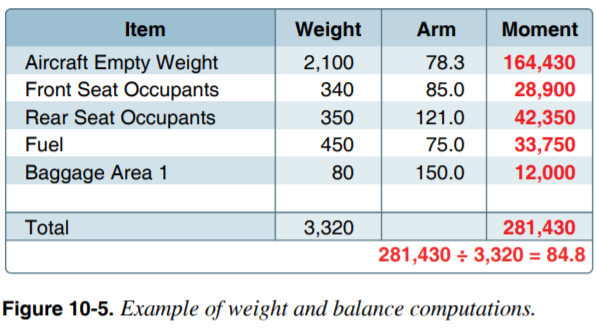 Item Weight Arm Moment
Aircraft Empty Weight 2,100 78.3 164,430
Front Seat Occupants 340 85.0 28,900
Rear Seat Occupants 350 121.0 42,350
Fuel 450 75.0 33,750
Baggage Area 1 80 150.0 12,000
Total 3,320 281,430
281,430 ÷ 3,320 = 84.8
Figure 10-5. Example of weight and balance computations.